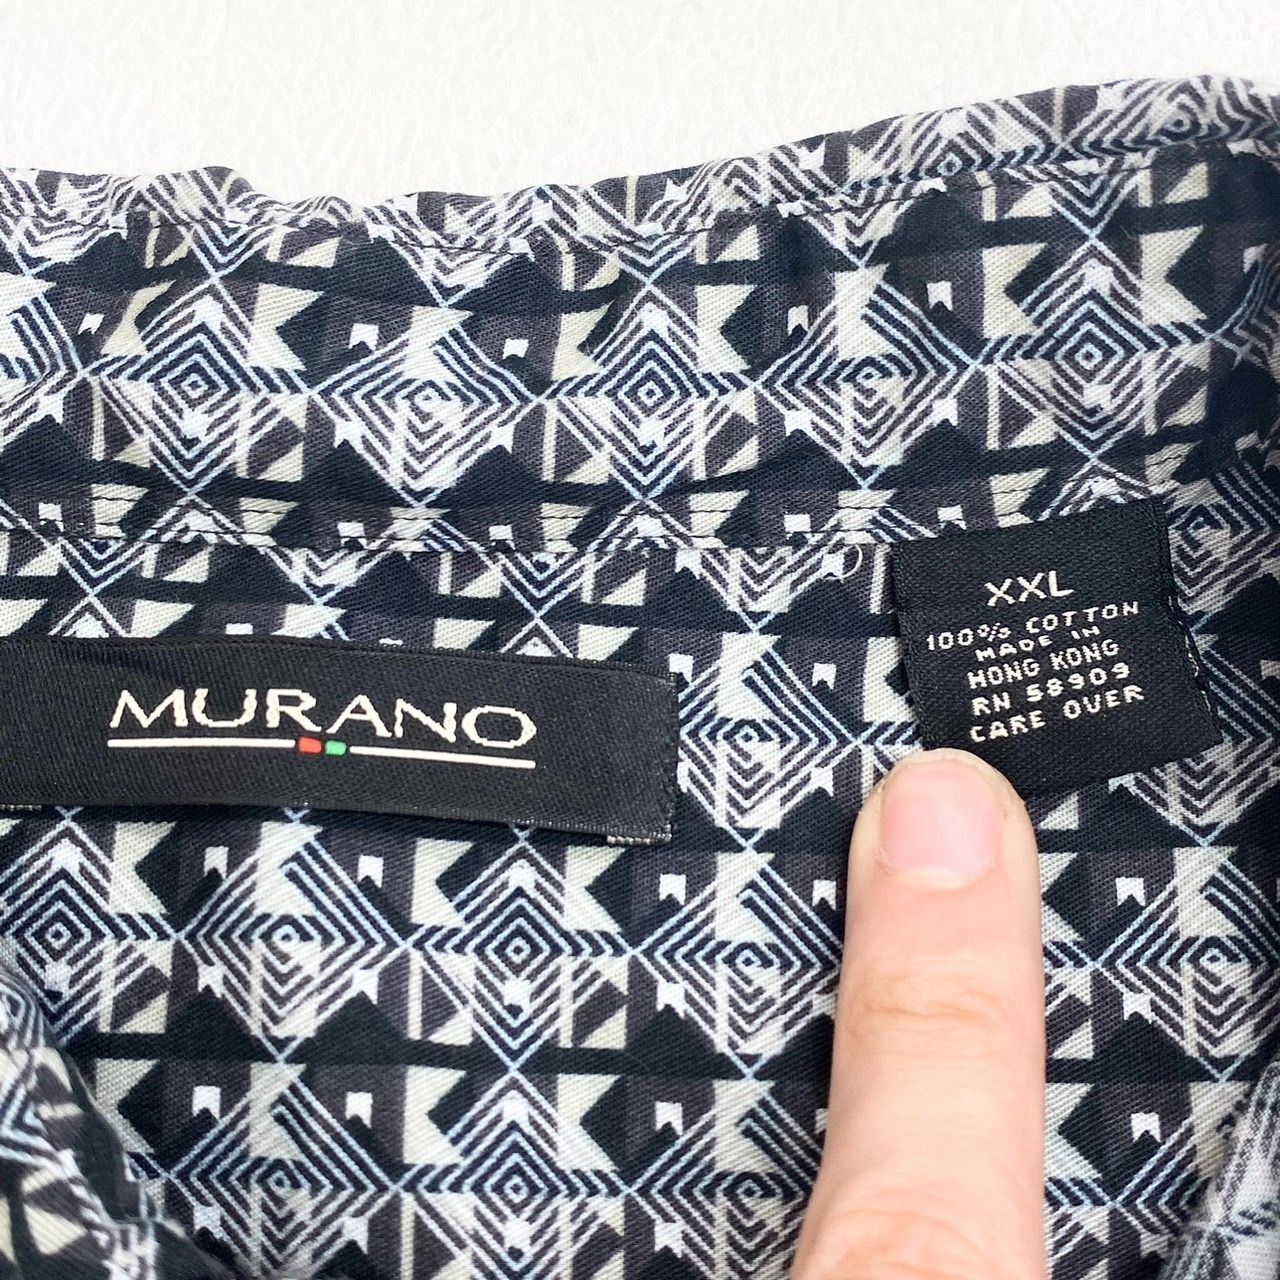 MURANO
XXL
100% COTTON
MADE IN
HONG KONG
RN 58909
CARE OVER